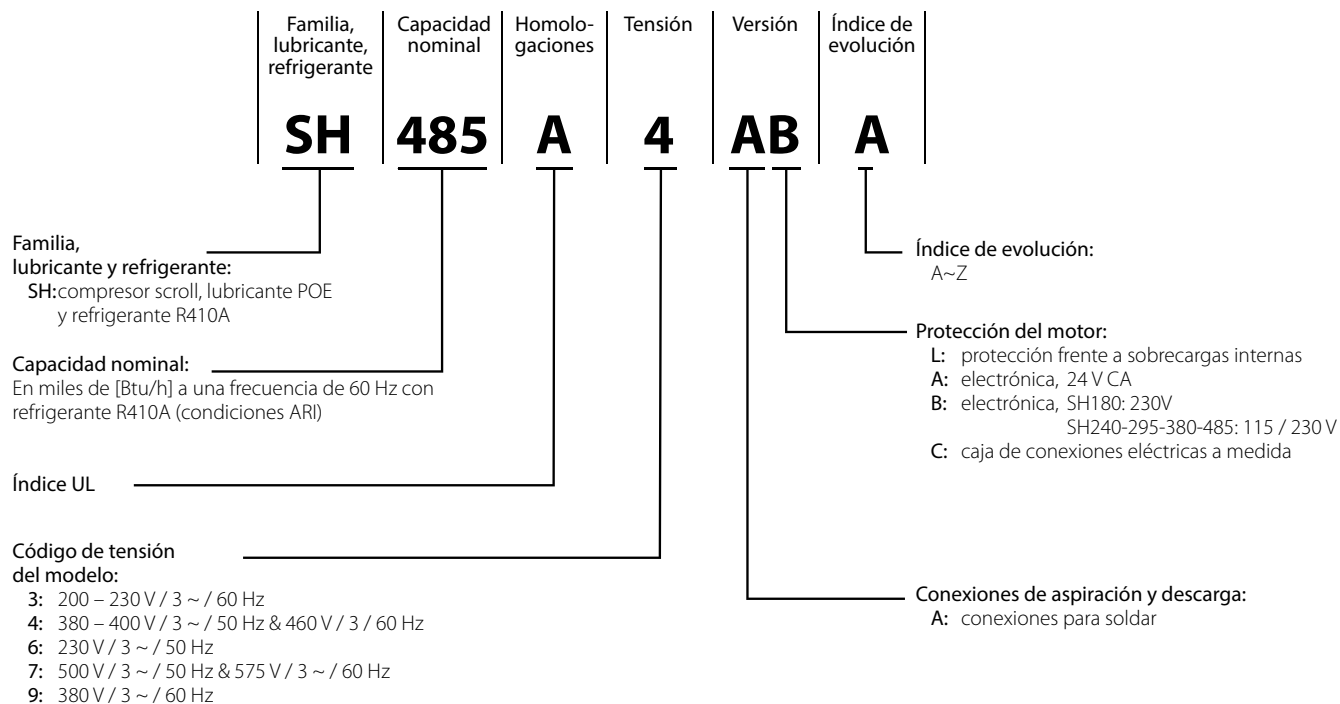 Familia,
lubricante,
refrigerante
Capacidad
nominal
Homolo-
gaciones
Tensión
Versión
Índice de
evolución
SH 485 A 4 AB A
Familia,
lubricante y refrigerante:
SH: compresor scroll, lubricante POE
y refrigerante R410A
Capacidad nominal:
En miles de [Btu/h] a una frecuencia de 60 Hz con
refrigerante R410A (condiciones ARI)
Índice UL
Código de tensión
del modelo:
3: 200 – 230 V / 3 ~ / 60 Hz
4: 380 – 400 V / 3 ~ / 50 Hz & 460 V / 3 / 60 Hz
6: 230 V / 3 ~ / 50 Hz
7: 500 V / 3 ~ / 50 Hz & 575 V / 3 ~ / 60 Hz
9: 380 V / 3 ~ / 60 Hz
Índice de evolución:
A~Z
Protección del motor:
L: protección frente a sobrecargas internas
A: electrónica, 24 V CA
B: electrónica, SH180: 230V
SH240-295-380-485: 115 / 230 V
C: caja de conexiones eléctricas a medida
Conexiones de aspiración y descarga:
A: conexiones para soldar